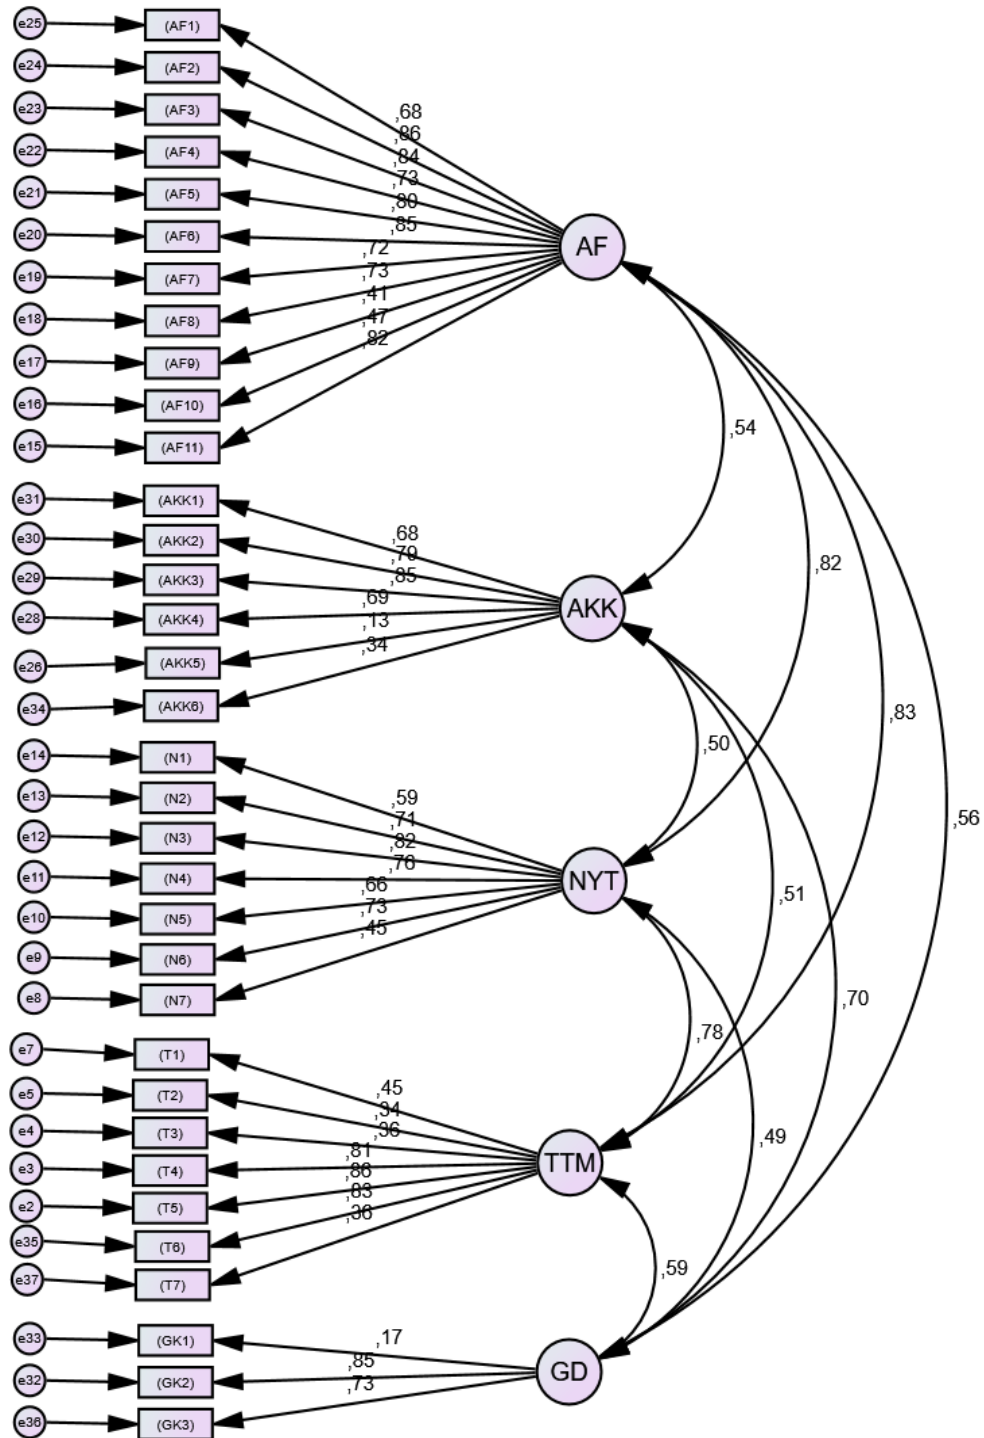 e25 (AF1)
e24 (AF2)
e23 (AF3)
e22 (AF4)
e21 (AF5)
e20 (AF6)
e19 (AF7)
e18 (AF8)
e17 (AF9)
e16 (AF10)
e15 (AF11)
,68
,86
,84
,73
,80
,85
,72
,73
,41
,47
,82
AF
e31 (AKK1)
e30 (AKK2)
e29 (AKK3)
e28 (AKK4)
e26 (AKK5)
e34 (AKK6)
,68
,79
,85
,69
,13
,34
AKK
e14 (N1)
e13 (N2)
e12 (N3)
e11 (N4)
e10 (N5)
e9 (N6)
e8 (N7)
,59
,71
,82
,76
,66
,73
,45
NYT
e7 (T1)
e5 (T2)
e4 (T3)
e3 (T4)
e2 (T5)
e35 (T6)
e37 (T7)
,45
,34
,36
,81
,86
,83
,36
TTM
e33 (GK1)
e32 (GK2)
e36 (GK3)
,17
,85
,73
GD
,54
,82
,83
,56
,50
,51
,70
,78
,49
,59